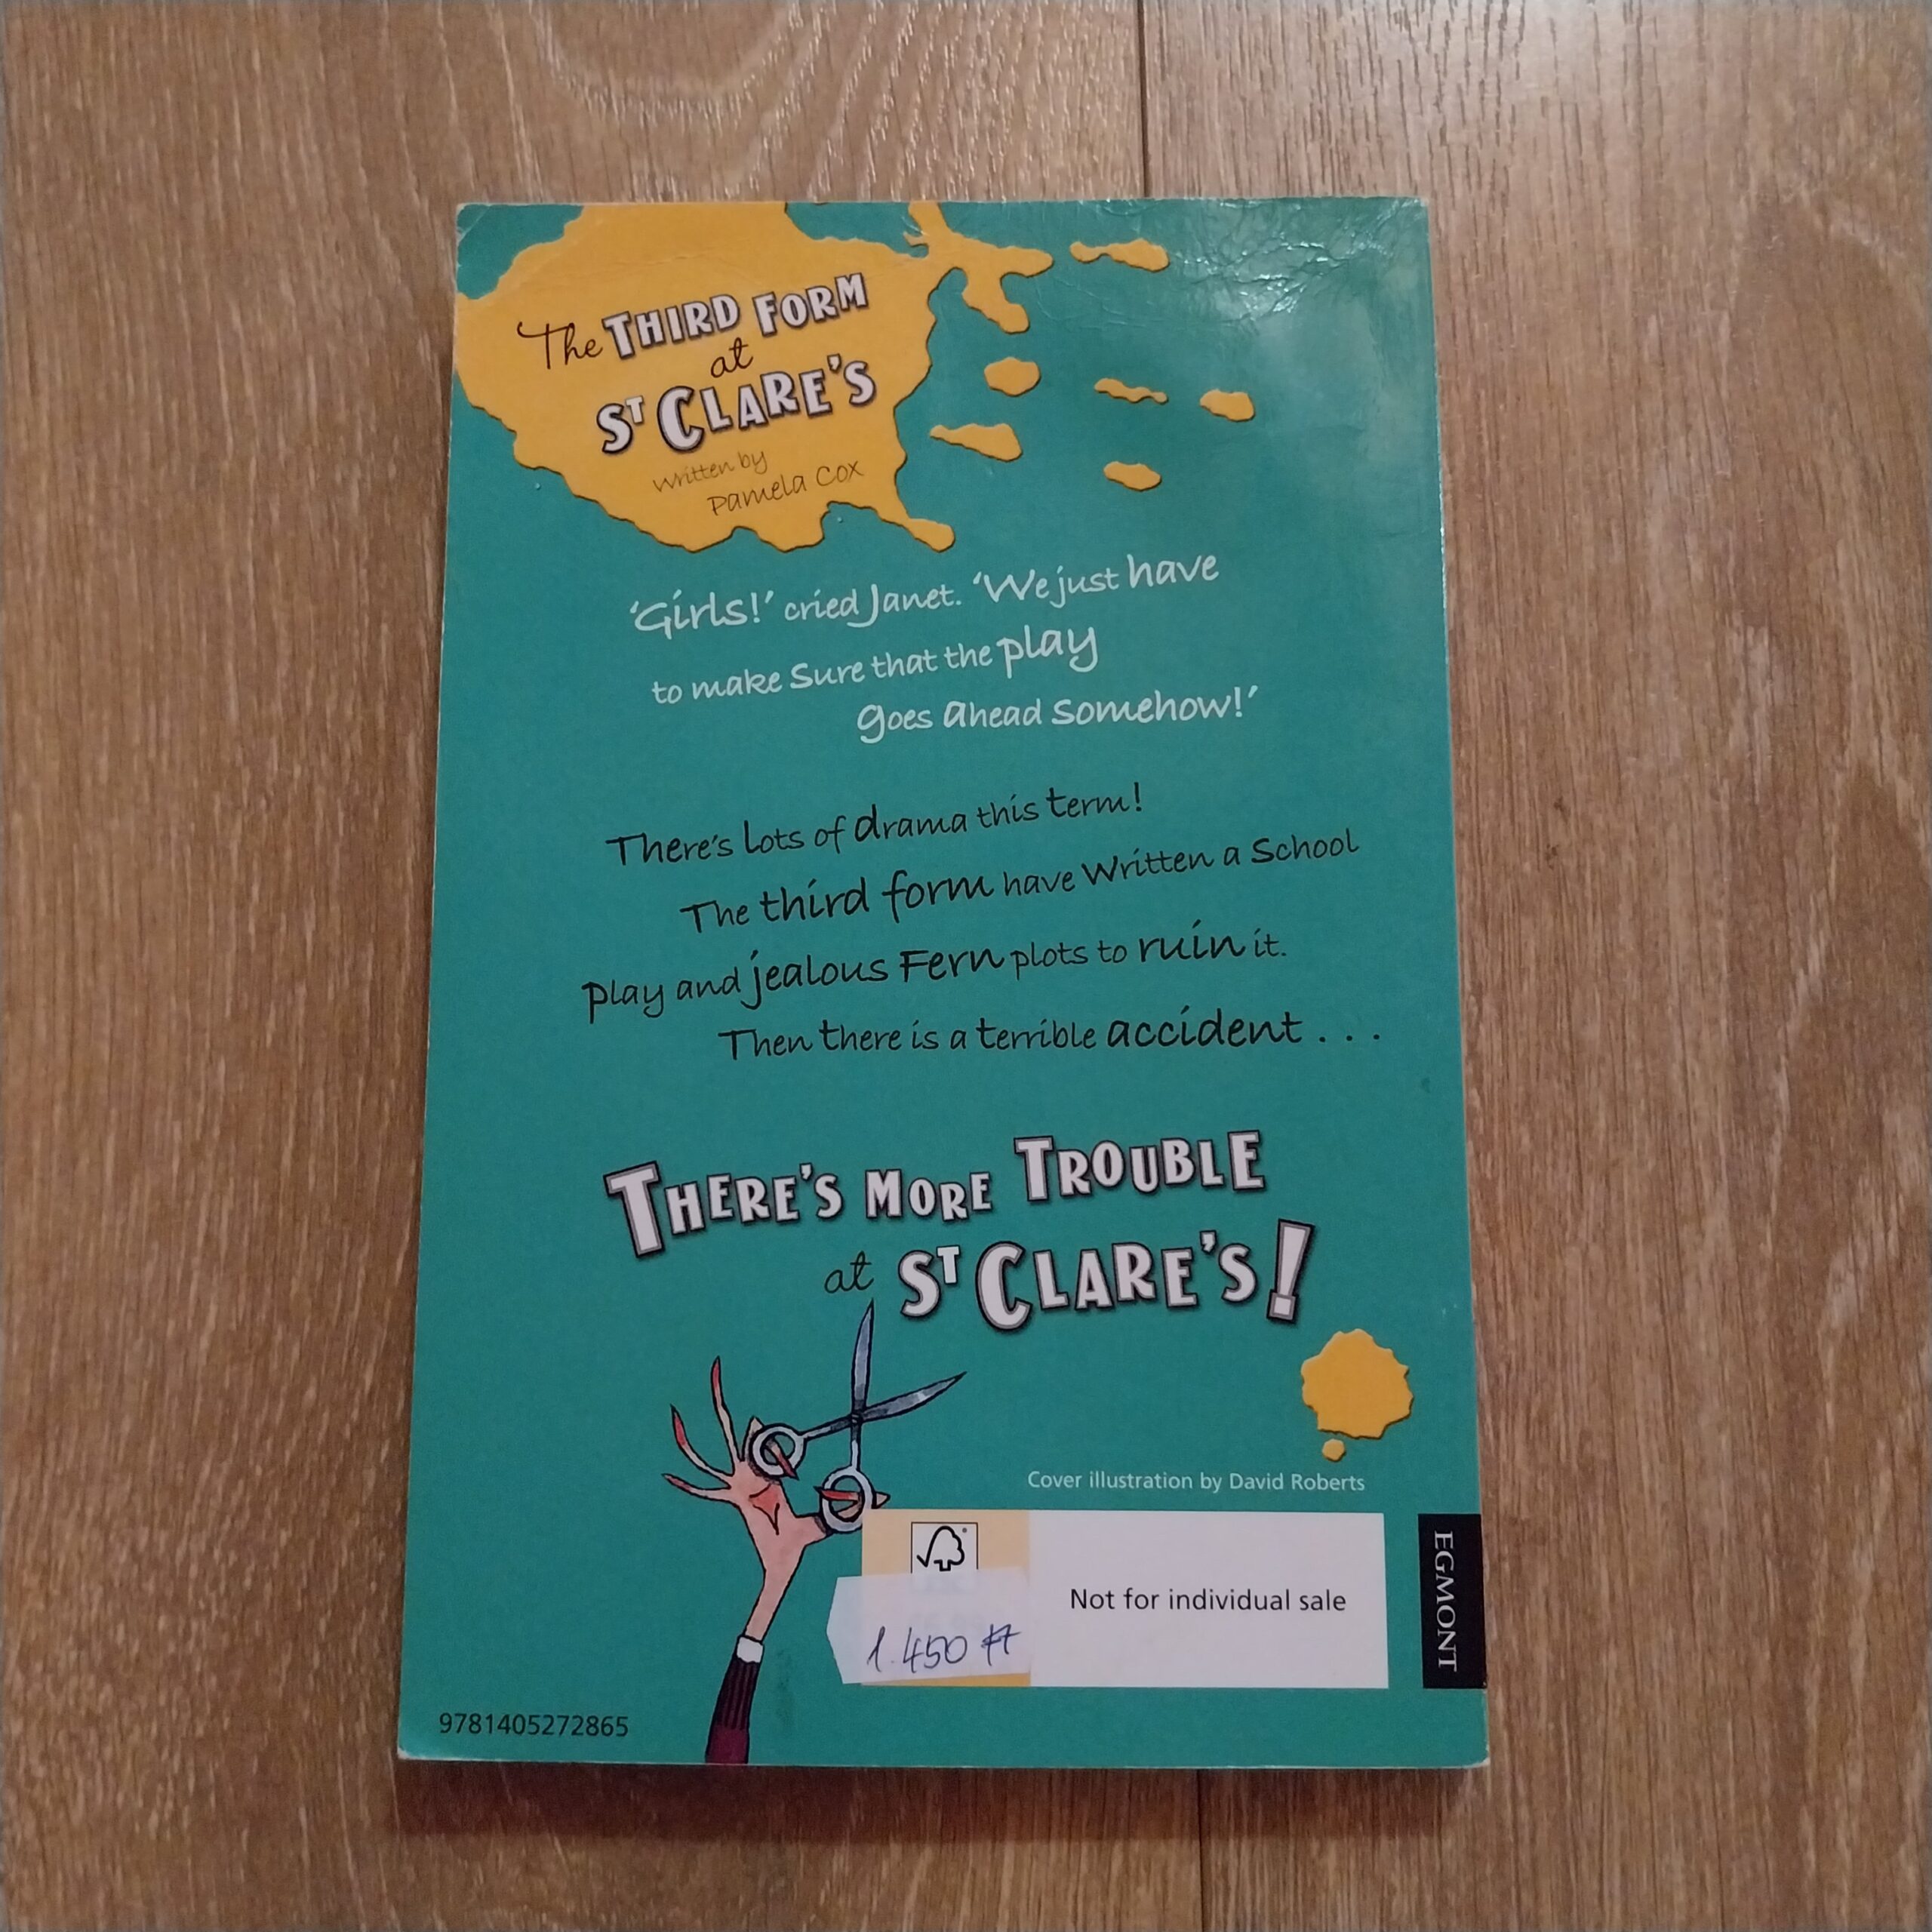 The THIRD FORM
at
ST CLARE'S
written by
Pamela Cox
'Girls!' cried Janet. 'We just have
to make sure that the play
goes ahead somehow!'
There's lots of drama this term!
The third form have written a School
play and jealous Fern plots to ruin it.
Then there is a terrible accident . . .
THERE'S MORE TROUBLE
at ST CLARE'S!
Cover illustration by David Roberts
Not for individual sale
1.450 Ft
EGMONT
9781405272865